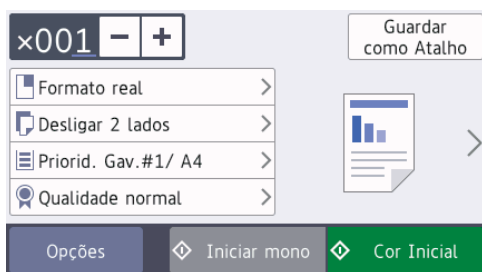 ×001 − +
Guardar
como Atalho
Formato real
Desligar 2 lados
Priorid. Gav.#1/ A4
Qualidade normal
Opções
Iniciar mono
Cor Inicial